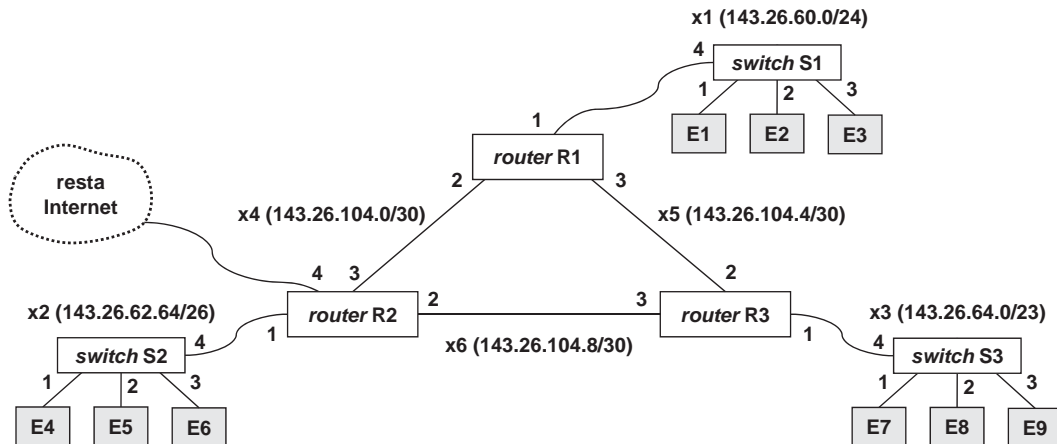 x1 (143.26.60.0/24)
4
switch S1
1
2
3
E1
E2
E3
1
router R1
2
3
resta
Internet
x4 (143.26.104.0/30)
x5 (143.26.104.4/30)
4
3
2
x2 (143.26.62.64/26)
router R2
2
3
router R3
x3 (143.26.64.0/23)
1
1
x6 (143.26.104.8/30)
4
switch S2
4
switch S3
1
2
3
1
2
3
E4
E5
E6
E7
E8
E9